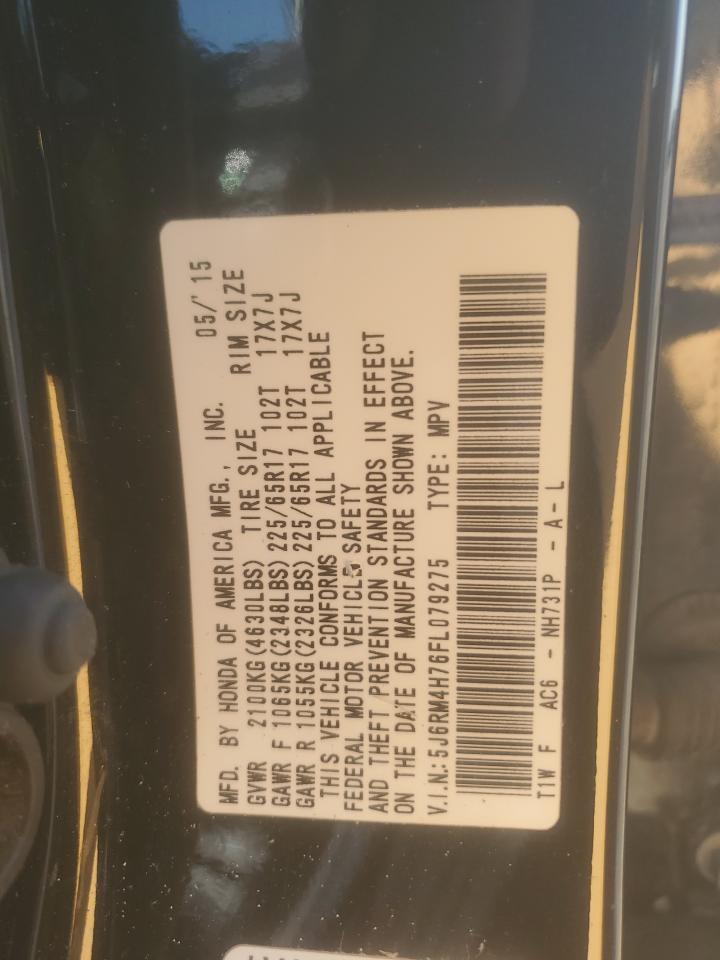 MFD. BY HONDA OF AMERICA MFG., INC. 05/'15
GVWR 2100KG(4630LBS) TIRE SIZE RIM SIZE
GAWR F 1065KG(2348LBS) 225/65R17 102T 17X7J
GAWR R 1055KG(2326LBS) 225/65R17 102T 17X7J
THIS VEHICLE CONFORMS TO ALL APPLICABLE
FEDERAL MOTOR VEHICLE SAFETY
AND THEFT PREVENTION STANDARDS IN EFFECT
ON THE DATE OF MANUFACTURE SHOWN ABOVE.
V.I.N.: 5J6RM4H76FL079275 TYPE: MPV
T1W F AC6 - NH731P - A - L